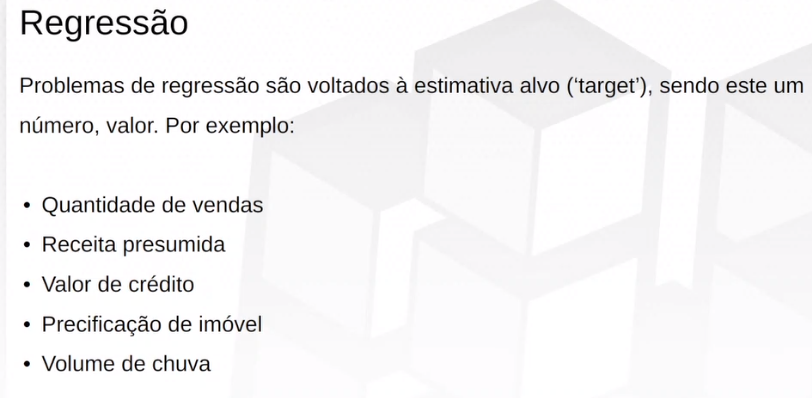 Regressão
Problemas de regressão são voltados à estimativa alvo (‘target’), sendo este um
número, valor. Por exemplo:
• Quantidade de vendas
• Receita presumida
• Valor de crédito
• Precificação de imóvel
• Volume de chuva